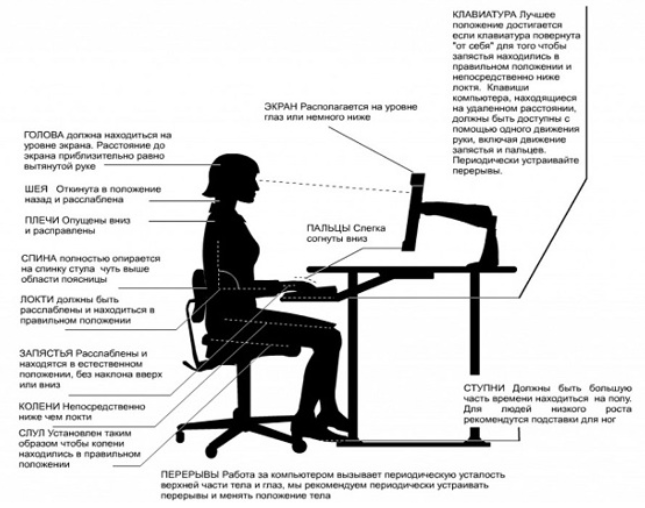 КЛАВИАТУРА Лучшее
положение достигается
если клавиатура повернута
"от себя" для того чтобы
запястья находились в
правильном положении и
непосредственно ниже
локтя. Клавиши
компьютера, находящиеся
на удаленном расстоянии,
должны быть доступны с
помощью одного движения
руки, включая движение
запястья и пальцев.
Периодически устраивайте
перерывы.
ЭКРАН Располагается на уровне
глаз или немного ниже
ГОЛОВА должна находиться на
уровне экрана. Расстояние до
экрана приблизительно равно
вытянутой руке
ШЕЯ Откинута в положение
назад и расслаблена
ПЛЕЧИ Опущены вниз
и расправлены
ПАЛЬЦЫ Слегка
согнуты вниз
СПИНА полностью опирается
на спинку стула чуть выше
области поясницы
ЛОКТИ должны быть
расслаблены и находиться в
правильном положении
ЗАПЯСТЬЯ Расслаблены и
находятся в естественном
положении, без наклона вверх
или вниз
КОЛЕНИ Непосредственно
ниже чем локти
СЛУЛ Установлен таким
образом чтобы колени
находились в правильном
положении
СТУПНИ Должны быть большую
часть времени находиться на полу.
Для людей низкого роста
рекомендутся подставки для ног
ПЕРЕРЫВЫ Работа за компьютером вызывает периодическую усталость
верхней части тела и глаз, мы рекомендуем периодически устраивать
перерывы и менять положение тела